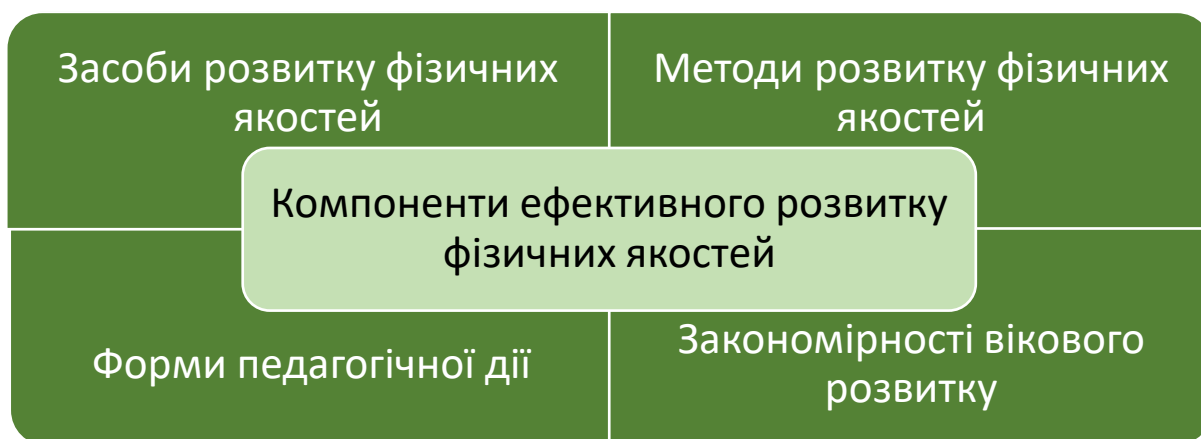 Засоби розвитку фізичних
якостей
Методи розвитку фізичних
якостей
Компоненти ефективного розвитку
фізичних якостей
Форми педагогічної дії
Закономірності вікового
розвитку